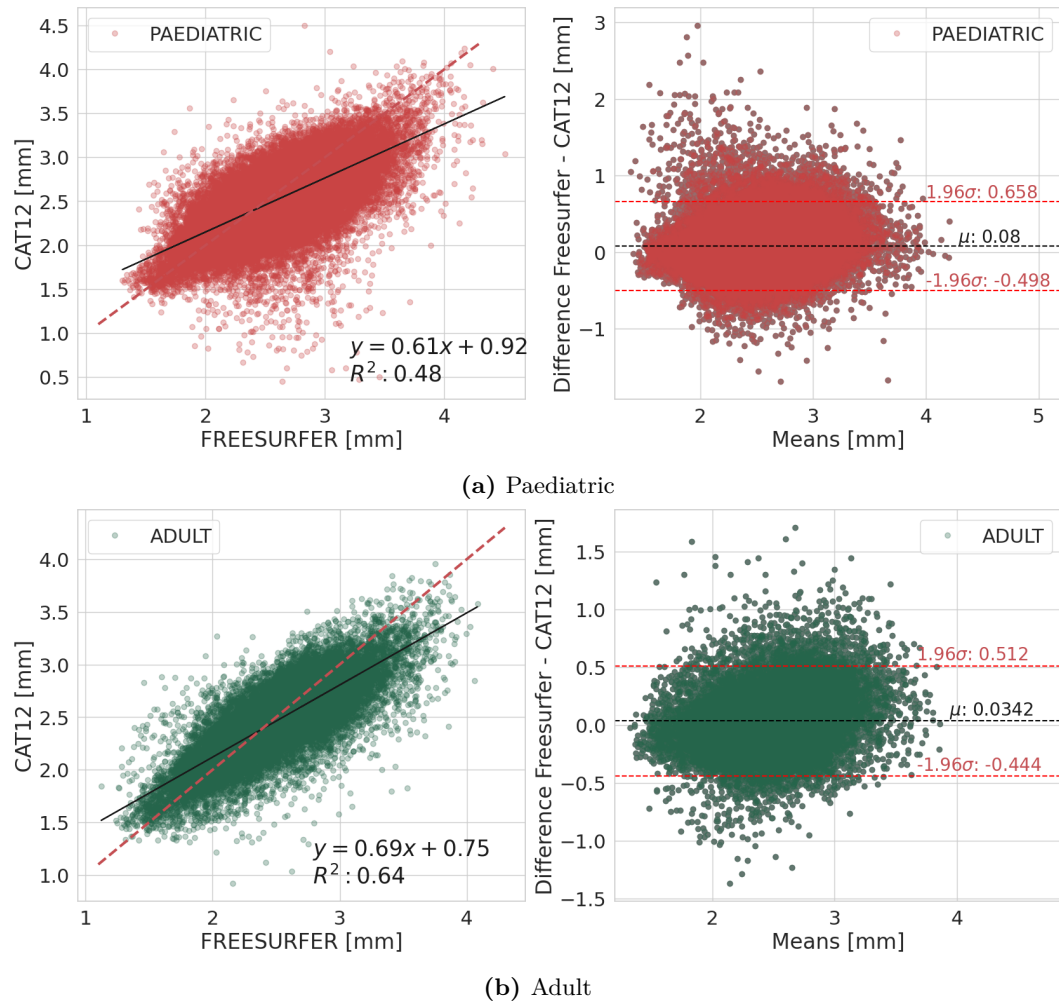 PAEDIATRIC
CAT12 [mm]
4.5
4.0
3.5
3.0
2.5
2.0
1.5
1.0
0.5
y = 0.61x + 0.92
R² : 0.48
1 2 3 4
FREESURFER [mm]
PAEDIATRIC
Difference Freesurfer - CAT12 [mm]
3
2
1
0
−1
1.96σ: 0.658
μ: 0.08
-1.96σ: -0.498
2 3 4 5
Means [mm]
(a) Paediatric
ADULT
CAT12 [mm]
4.0
3.5
3.0
2.5
2.0
1.5
1.0
y = 0.69x + 0.75
R² : 0.64
1 2 3 4
FREESURFER [mm]
ADULT
Difference Freesurfer - CAT12 [mm]
1.5
1.0
0.5
0.0
−0.5
−1.0
−1.5
1.96σ: 0.512
μ: 0.0342
-1.96σ: -0.444
2 3 4
Means [mm]
(b) Adult